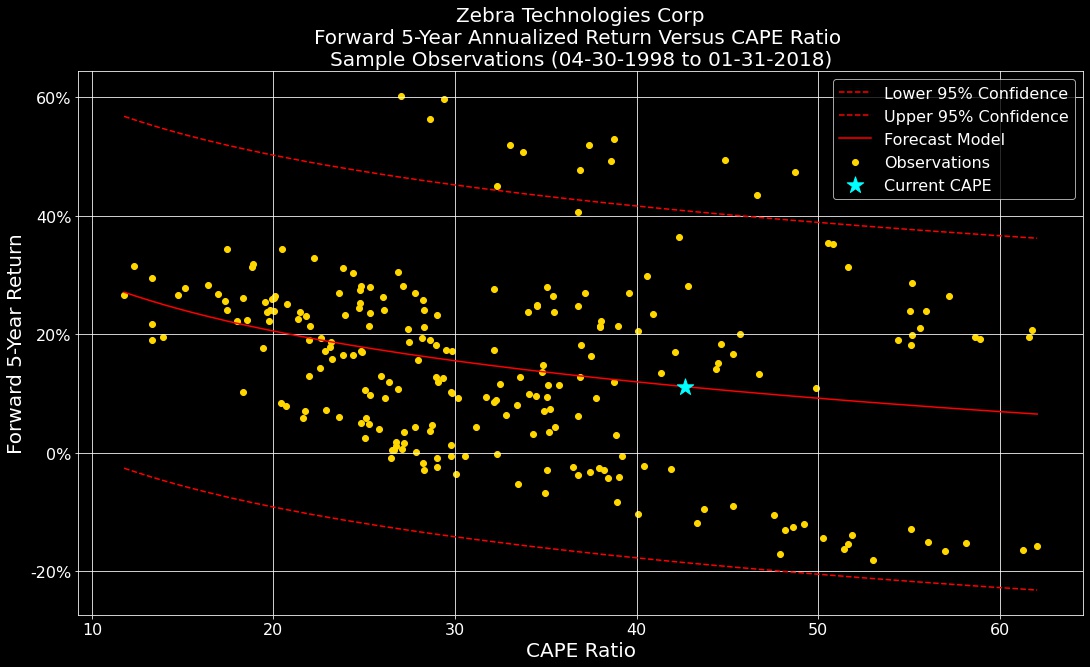 Zebra Technologies Corp
Forward 5-Year Annualized Return Versus CAPE Ratio
Sample Observations (04-30-1998 to 01-31-2018)
Lower 95% Confidence
Upper 95% Confidence
Forecast Model
Observations
Current CAPE
Forward 5-Year Return
60%
40%
20%
0%
-20%
10 20 30 40 50 60
CAPE Ratio